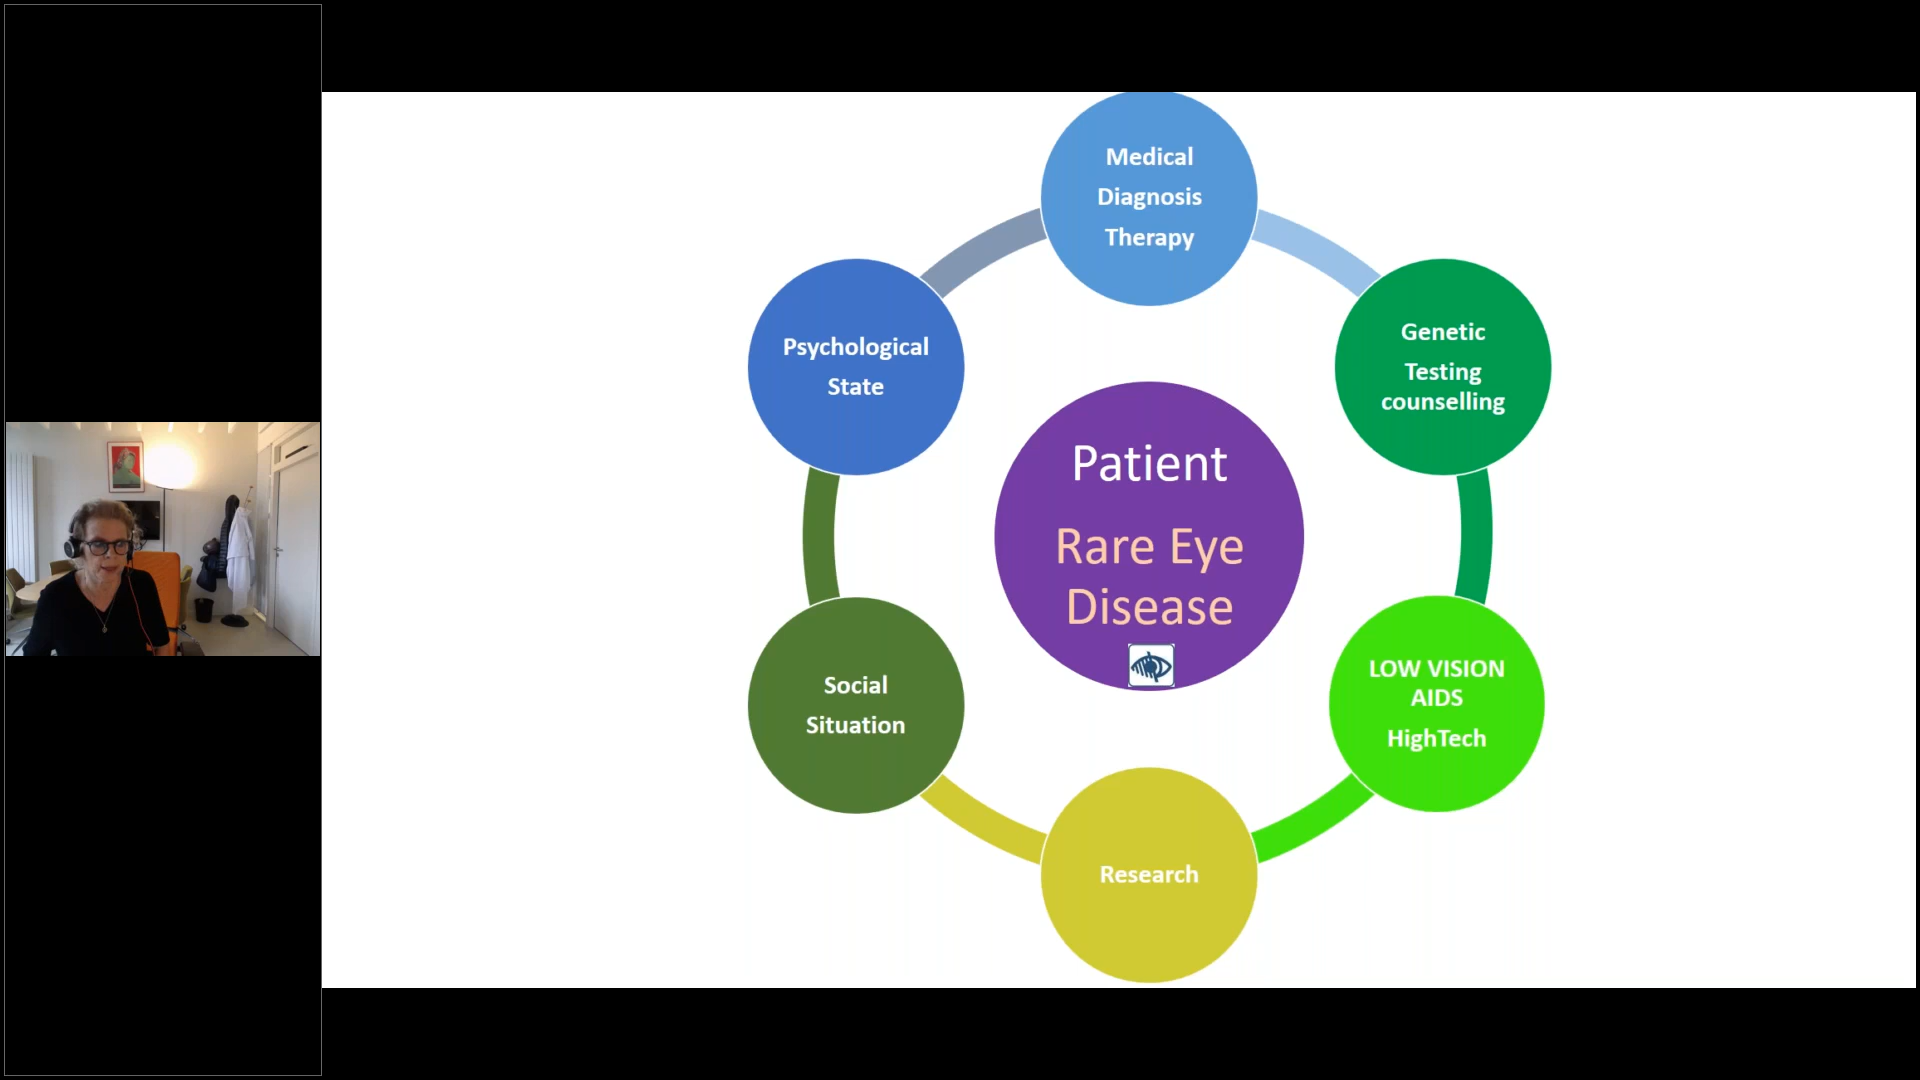 Medical
Diagnosis
Therapy
Genetic
Testing
counselling
LOW VISION
AIDS
HighTech
Research
Social
Situation
Psychological
State
Patient
Rare Eye
Disease